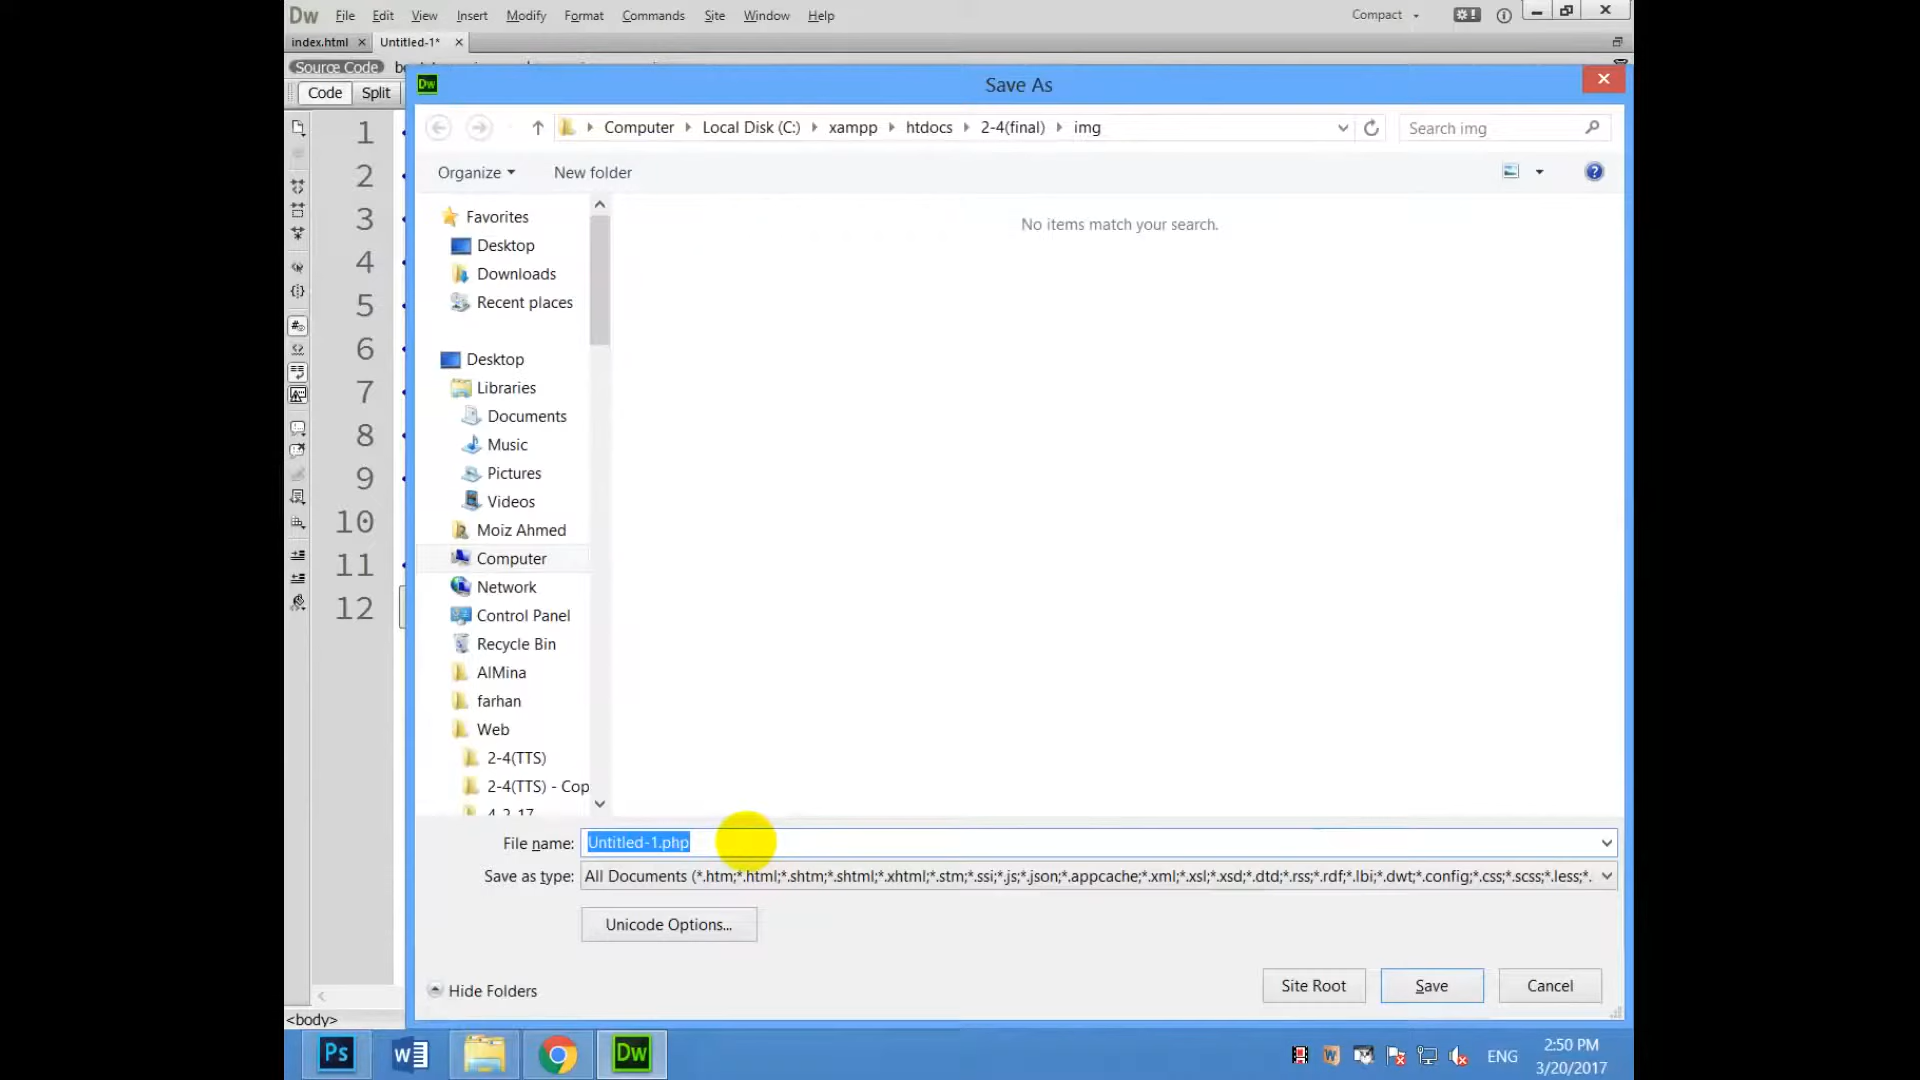 Dw File Edit View Insert Modify Format Commands Site Window Help Compact
index.html Untitled-1*
Source Code
Dw Save As
Code Split
Computer Local Disk (C:) xampp htdocs 2-4(final) img Search img
Organize New folder
1
2
3
4
5
6
7
8
9
10
11
12
Favorites
Desktop
Downloads
Recent places
Desktop
Libraries
Documents
Music
Pictures
Videos
Moiz Ahmed
Computer
Network
Control Panel
Recycle Bin
AlMina
farhan
Web
2-4(TTS)
2-4(TTS) - Cop
4-2-17
No items match your search.
File name: Untitled-1.php
Save as type: All Documents (*.htm;*.html;*.shtm;*.shtml;*.xhtml;*.stm;*.ssi;*.js;*.json;*.appcache;*.xml;*.xsl;*.xsd;*.dtd;*.rss;*.rdf;*.lbi;*.dwt;*.config;*.css;*.scss;*.less;*.
Unicode Options...
Hide Folders Site Root Save Cancel
<body>
Ps W Dw ENG 2:50 PM
3/20/2017